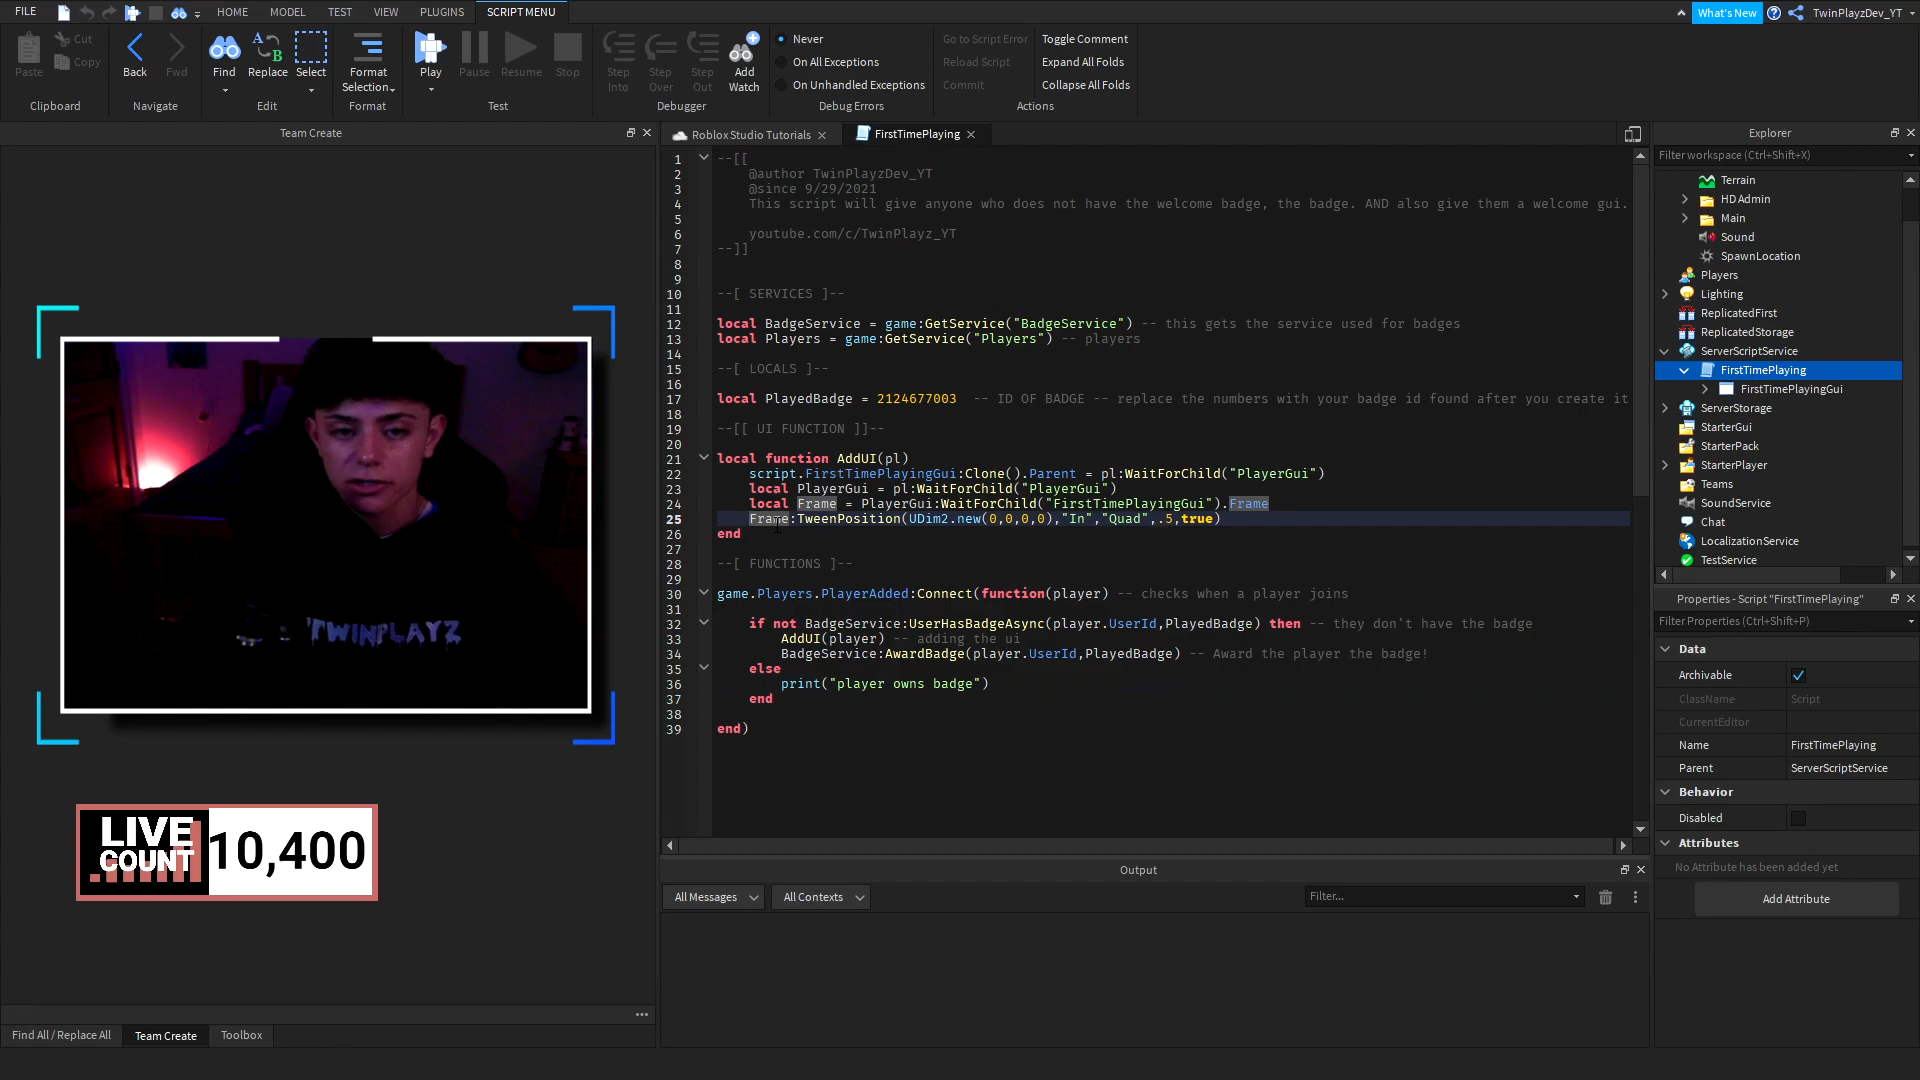 FILE
HOME
MODEL
TEST
VIEW
PLUGINS
SCRIPT MENU
What's New
TwinPlayzDev_YT
Paste
Cut
Copy
Clipboard
Back
Fwd
Navigate
Find
Replace
Select
Edit
Format
Selection
Format
Play
Pause
Resume
Stop
Test
Step
Into
Step
Over
Step
Out
Add
Watch
Debugger
Never
On All Exceptions
On Unhandled Exceptions
Debug Errors
Go to Script Error
Reload Script
Commit
Toggle Comment
Expand All Folds
Collapse All Folds
Actions
Team Create
TWINPLAYZ
LIVE
COUNT
10,400
Find All / Replace All
Team Create
Toolbox
Roblox Studio Tutorials
FirstTimePlaying
1 --[[
2 @author TwinPlayzDev_YT
3 @since 9/29/2021
4 This script will give anyone who does not have the welcome badge, the badge. AND also give them a welcome gui.
5
6 youtube.com/c/TwinPlayz_YT
7 --]]
8
9
10 --[ SERVICES ]--
11
12 local BadgeService = game:GetService("BadgeService") -- this gets the service used for badges
13 local Players = game:GetService("Players") -- players
14
15 --[ LOCALS ]--
16
17 local PlayedBadge = 2124677003 -- ID OF BADGE -- replace the numbers with your badge id found after you create it
18
19 --[[ UI FUNCTION ]]--
20
21 local function AddUI(pl)
22 script.FirstTimePlayingGui:Clone().Parent = pl:WaitForChild("PlayerGui")
23 local PlayerGui = pl:WaitForChild("PlayerGui")
24 local Frame = PlayerGui:WaitForChild("FirstTimePlayingGui").Frame
25 Frame:TweenPosition(UDim2.new(0,0,0,0),"In","Quad",.5,true)
26 end
27
28 --[ FUNCTIONS ]--
29
30 game.Players.PlayerAdded:Connect(function(player) -- checks when a player joins
31
32 if not BadgeService:UserHasBadgeAsync(player.UserId,PlayedBadge) then -- they don't have the badge
33 AddUI(player) -- adding the ui
34 BadgeService:AwardBadge(player.UserId,PlayedBadge) -- Award the player the badge!
35 else
36 print("player owns badge")
37 end
38
39 end)
Output
All Messages
All Contexts
Filter...
Explorer
Filter workspace (Ctrl+Shift+X)
Terrain
HD Admin
Main
Sound
SpawnLocation
Players
Lighting
ReplicatedFirst
ReplicatedStorage
ServerScriptService
FirstTimePlaying
FirstTimePlayingGui
ServerStorage
StarterGui
StarterPack
StarterPlayer
Teams
SoundService
Chat
LocalizationService
TestService
Properties - Script "FirstTimePlaying"
Filter Properties (Ctrl+Shift+P)
Data
Archivable
ClassName Script
CurrentEditor
Name FirstTimePlaying
Parent ServerScriptService
Behavior
Disabled
Attributes
No Attribute has been added yet
Add Attribute